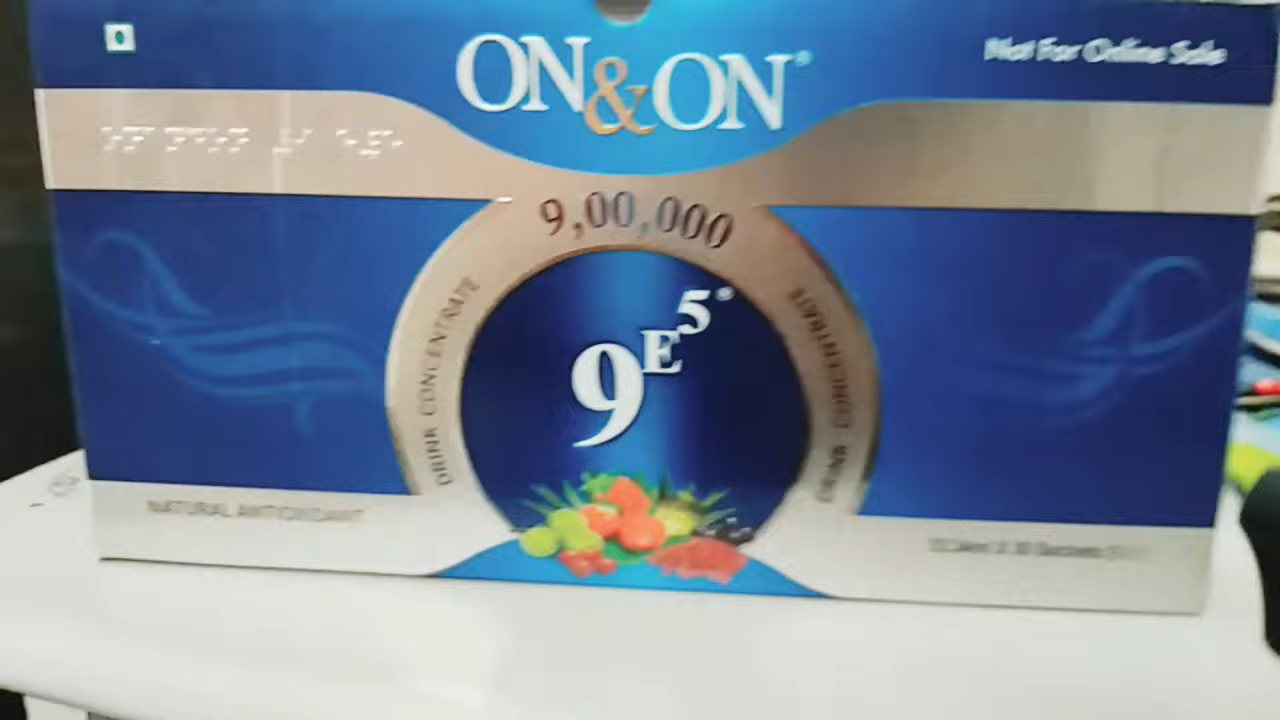 ON&ON®
Not For Online Sale
9,00,000
DRINK CONCENTRATE
9E5®
DRINK CONCENTRATE
NATURAL ANTIOXIDANT